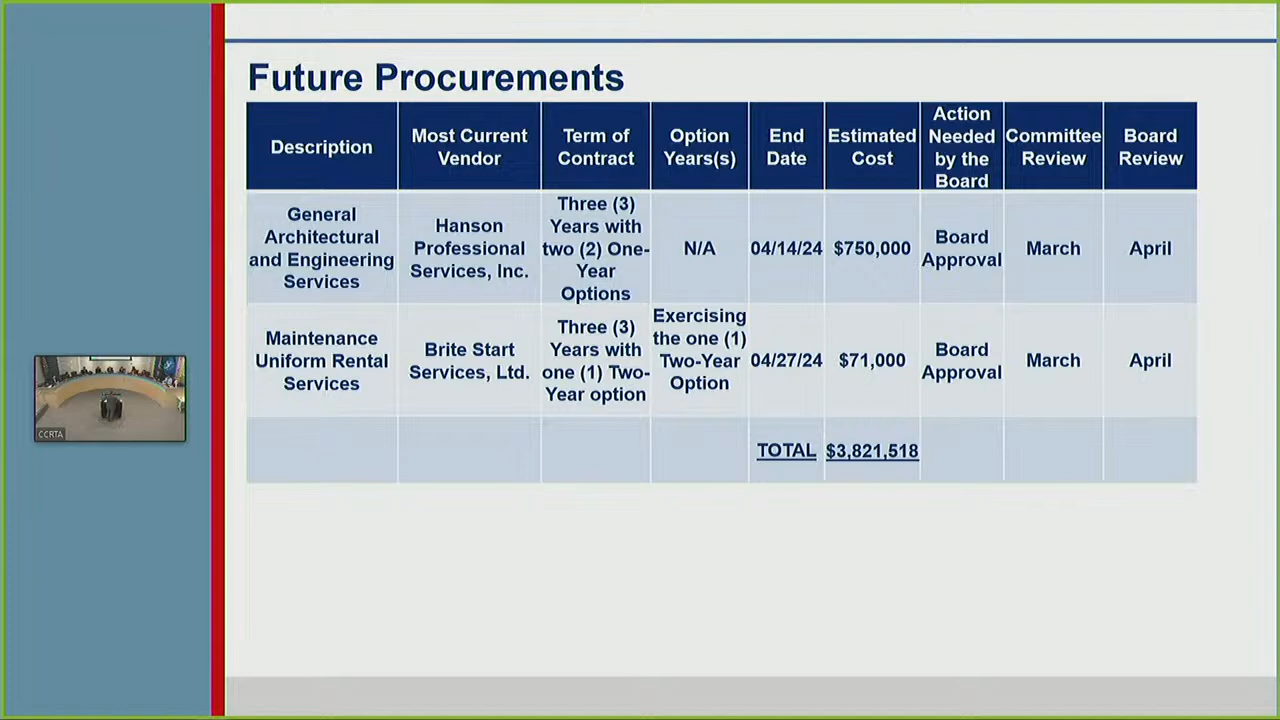 Future Procurements
Description
Most Current
Vendor
Term of
Contract
Option
Years(s)
End
Date
Estimated
Cost
Action
Needed
by the
Board
Committee
Review
Board
Review
General
Architectural
and Engineering
Services
Hanson
Professional
Services, Inc.
Three (3)
Years with
two (2) One-
Year
Options
N/A
04/14/24
$750,000
Board
Approval
March
April
Maintenance
Uniform Rental
Services
Brite Start
Services, Ltd.
Three (3)
Years with
one (1) Two-
Year option
Exercising
the one (1)
Two-Year
Option
04/27/24
$71,000
Board
Approval
March
April
TOTAL
$3,821,518
CCRTA